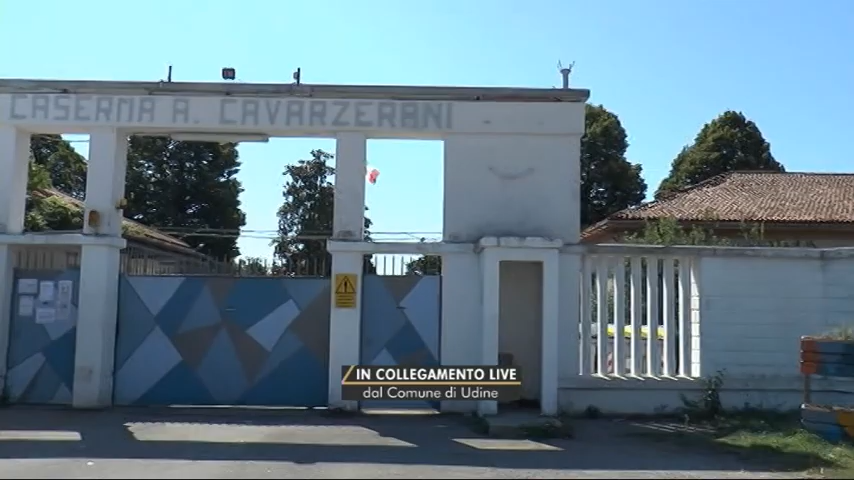 CASERMA A. CAVARZERANI
IN COLLEGAMENTO LIVE
dal Comune di Udine